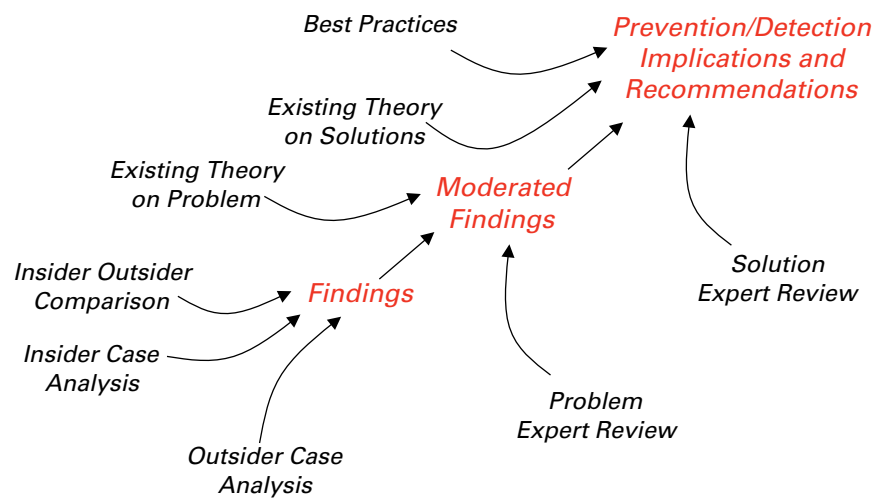 Best Practices
Prevention/Detection
Implications and
Recommendations
Existing Theory
on Solutions
Existing Theory
on Problem
Moderated
Findings
Solution
Expert Review
Insider Outsider
Comparison
Findings
Insider Case
Analysis
Problem
Expert Review
Outsider Case
Analysis